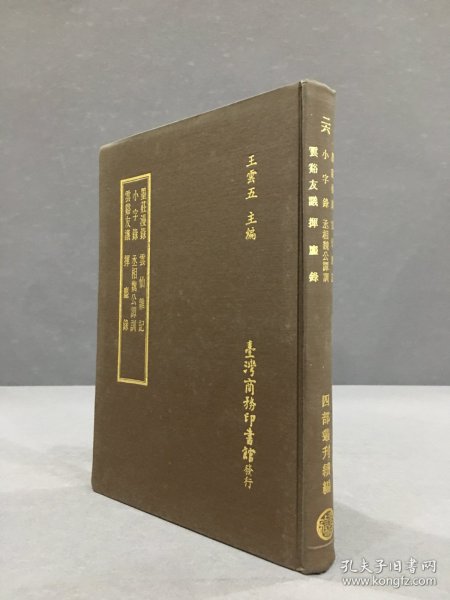 王雲五 主編
墨莊漫錄 雲仙雜記
小字錄 丞相魏公譚訓
雲谿友議 揮麈錄
臺灣商務印書館發行
小字錄 丞相魏公譚訓
雲谿友議 揮麈錄
四部叢刊續編
孔夫子旧书网
www.kongfz.com